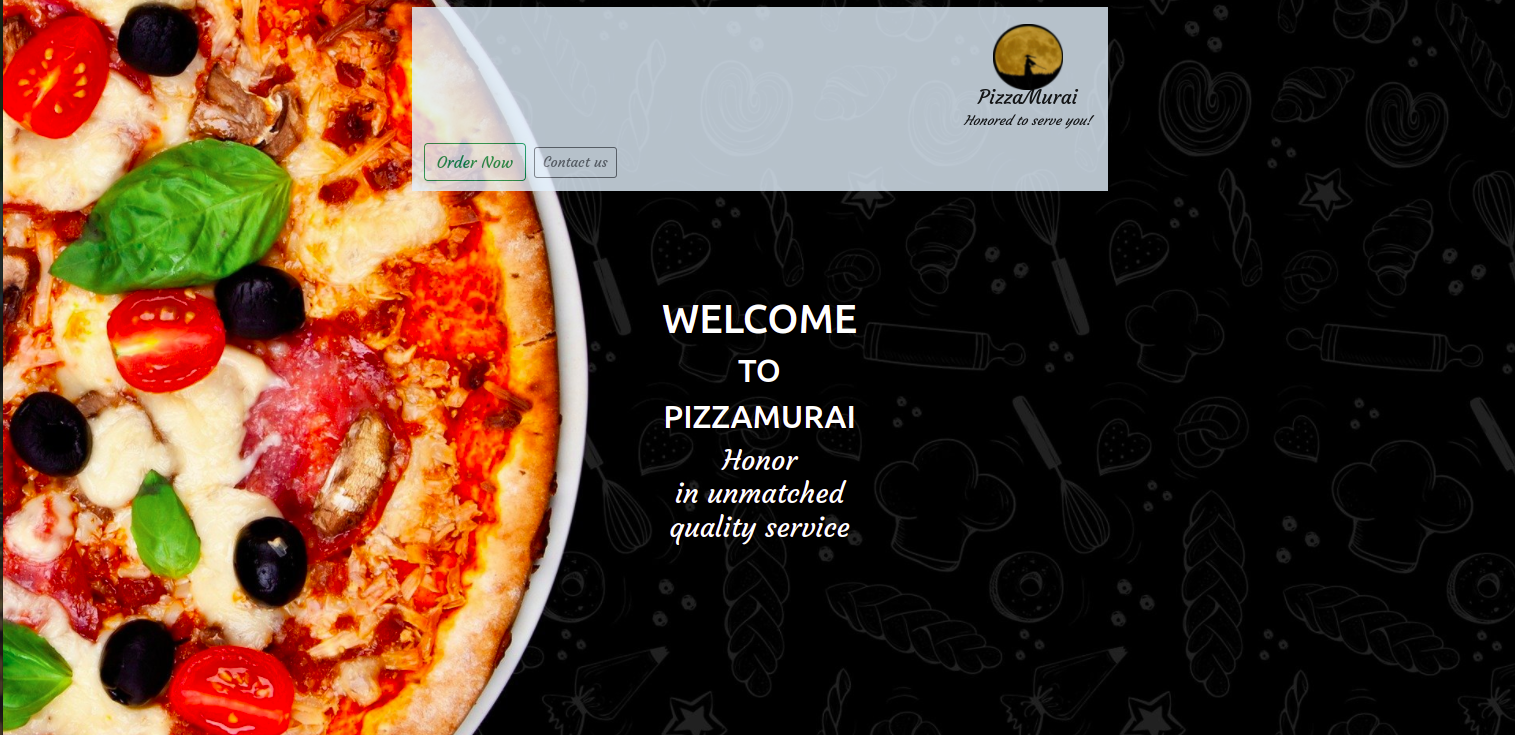 PizzaMurai
Honored to serve you!
Order Now
Contact us
WELCOME
TO
PIZZAMURAI
Honor
in unmatched
quality service